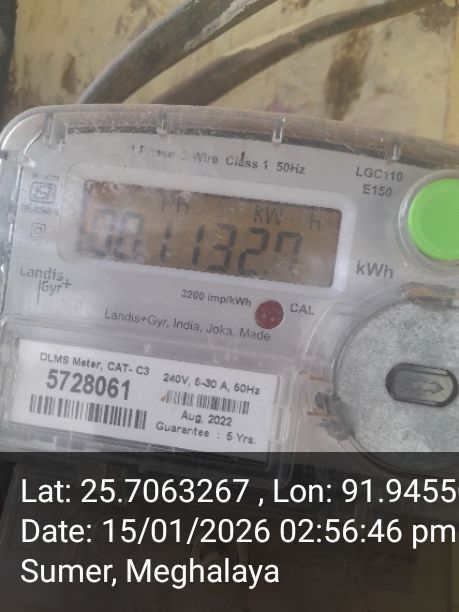 1 Phase 2 Wire Class 1 50Hz
LGC110
E150
Ph kW h
kWh
Landis+
Gyr
3200 imp/kWh
CAL
Landis+Gyr, India, Joka, Made
DLMS Meter, CAT- C3
5728061
240V, 5-30 A, 50Hz
Aug, 2022
Guarantee : 5 Yrs.
Lat: 25.7063267 , Lon: 91.9455
Date: 15/01/2026 02:56:46 pm
Sumer, Meghalaya